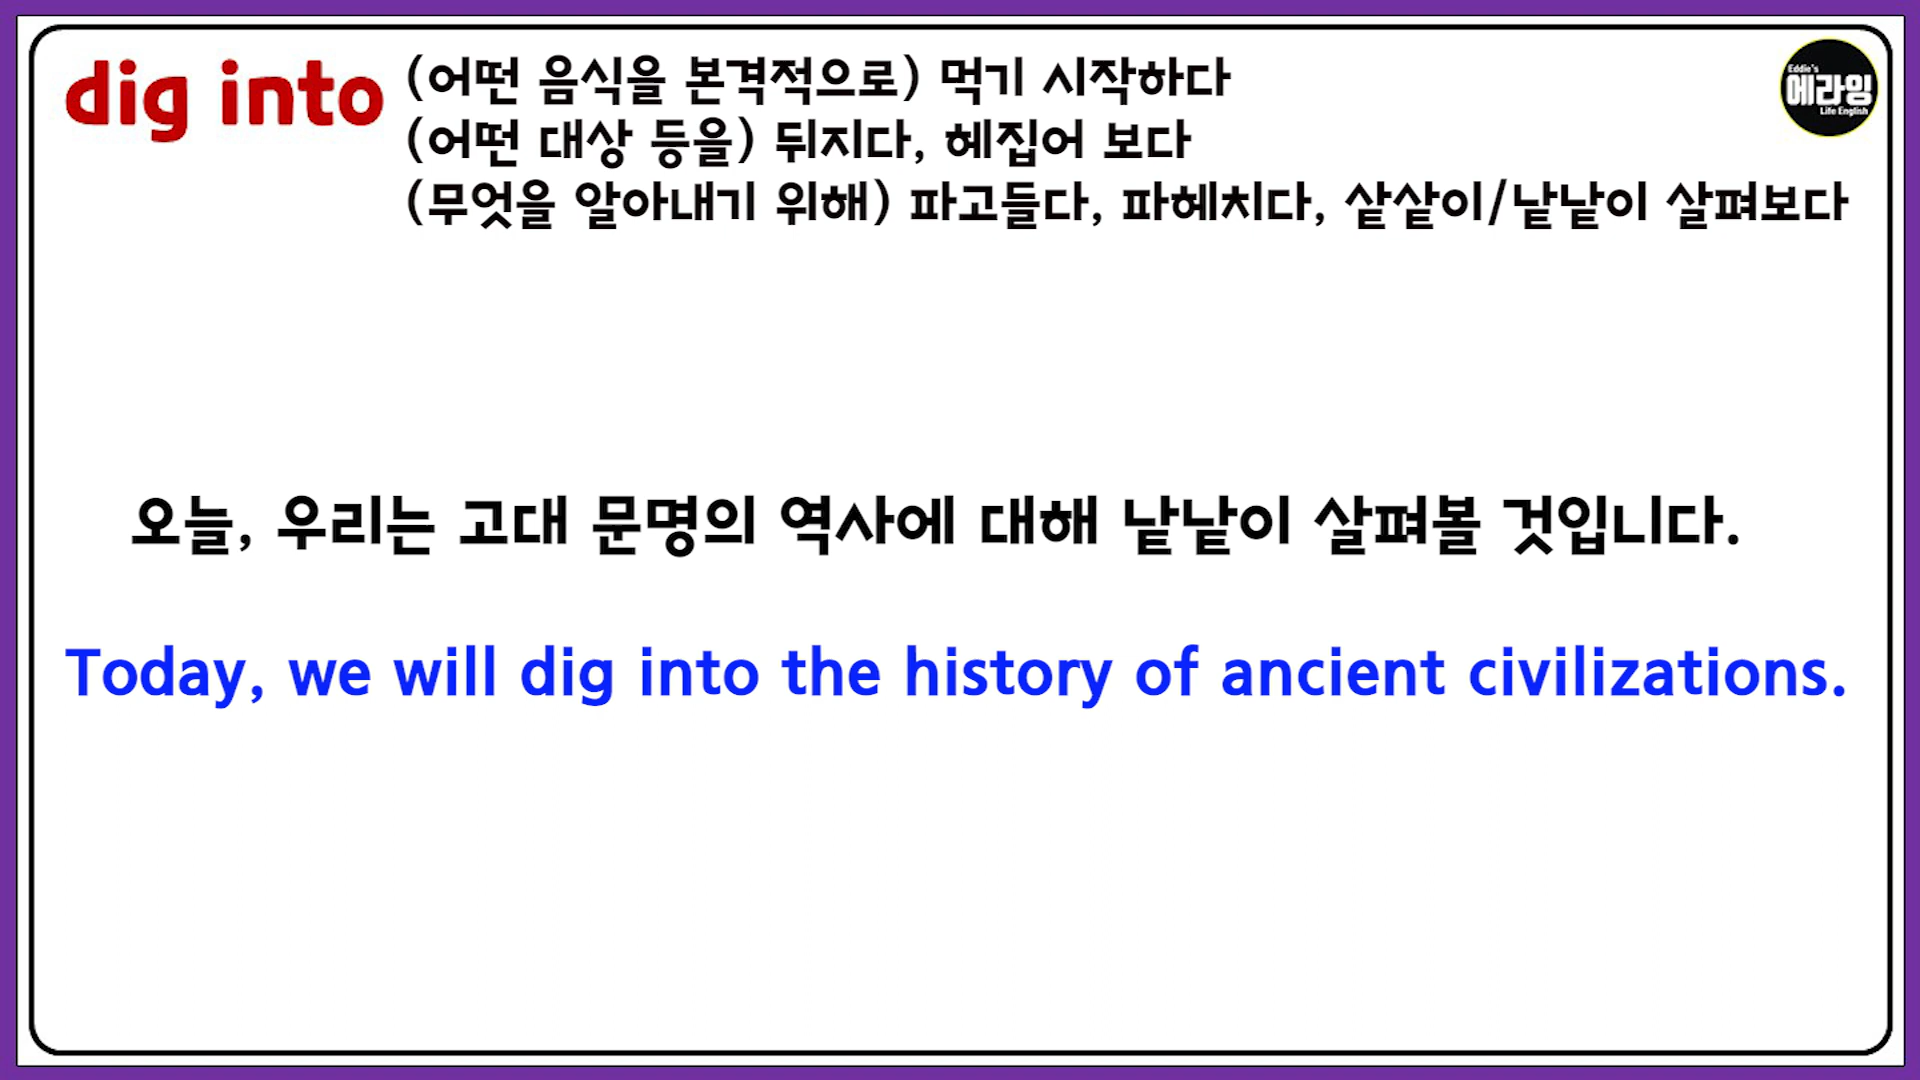 dig into (어떤 음식을 본격적으로) 먹기 시작하다
(어떤 대상 등을) 뒤지다, 헤집어 보다
(무엇을 알아내기 위해) 파고들다, 파헤치다, 샅샅이/낱낱이 살펴보다
Eddie's
에라잉
Life English
오늘, 우리는 고대 문명의 역사에 대해 낱낱이 살펴볼 것입니다.
Today, we will dig into the history of ancient civilizations.